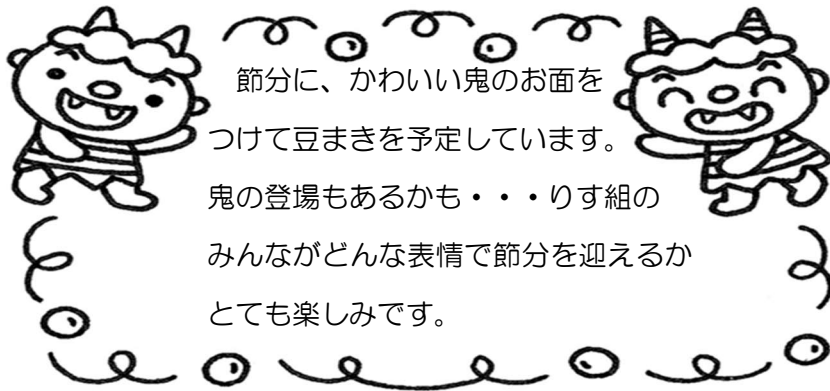 節分に、かわいい鬼のお面を
つけて豆まきを予定しています。
鬼の登場もあるかも・・・りす組の
みんながどんな表情で節分を迎えるか
とても楽しみです。